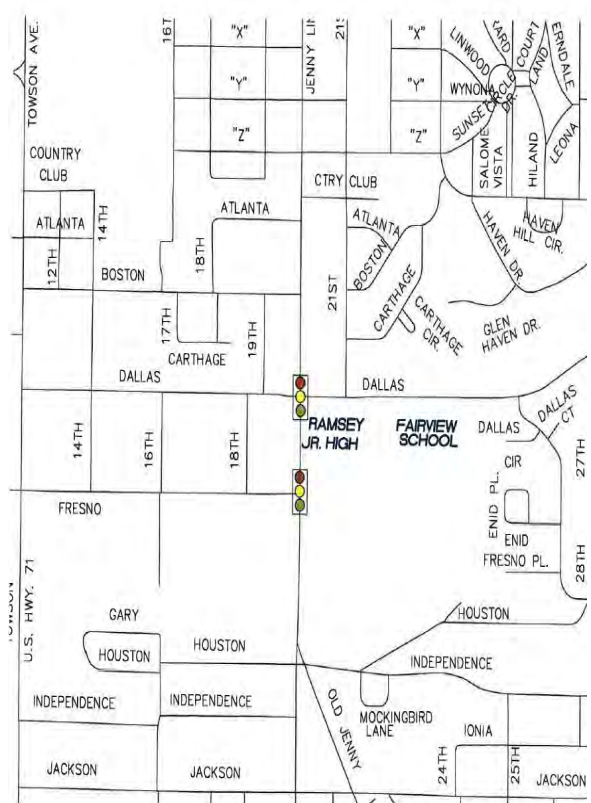 TOWSON AVE.
16T
JENNY LIN
21S
"X"
"X"
LINWOOD
ARD
COURT
LAND
ERNDALE
"Y"
"Y"
WYNONA
CIRCLE
DR.
"Z"
"Z"
SUNSET
SALOME
VISTA
HILAND
LEONA
COUNTRY
CLUB
CTRY CLUB
ATLANTA
14TH
ATLANTA
18TH
ATLANTA
HAVEN DR.
HAVEN
HILL CIR.
12TH
BOSTON
BOSTON
21ST
17TH
19TH
CARTHAGE
CARTHAGE
CIR.
GLEN
HAVEN DR.
CARTHAGE
DALLAS
DALLAS
RAMSEY
JR. HIGH
FAIRVIEW
SCHOOL
DALLAS
DALLAS
CT
14TH
16TH
18TH
CIR
27TH
ENID PL.
FRESNO
ENID
FRESNO PL.
28TH
TOWSON
U.S. HWY. 71
GARY
HOUSTON
HOUSTON
HOUSTON
INDEPENDENCE
INDEPENDENCE
INDEPENDENCE
OLD JENNY
MOCKINGBIRD
LANE
IONIA
24TH
25TH
JACKSON
JACKSON
JACKSON